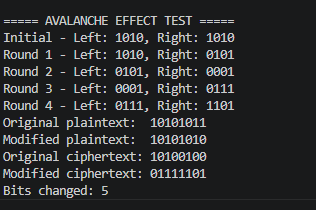 ===== AVALANCHE EFFECT TEST =====
Initial - Left: 1010, Right: 1010
Round 1 - Left: 1010, Right: 0101
Round 2 - Left: 0101, Right: 0001
Round 3 - Left: 0001, Right: 0111
Round 4 - Left: 0111, Right: 1101
Original plaintext:  10101011
Modified plaintext:  10101010
Original ciphertext: 10100100
Modified ciphertext: 01111101
Bits changed: 5